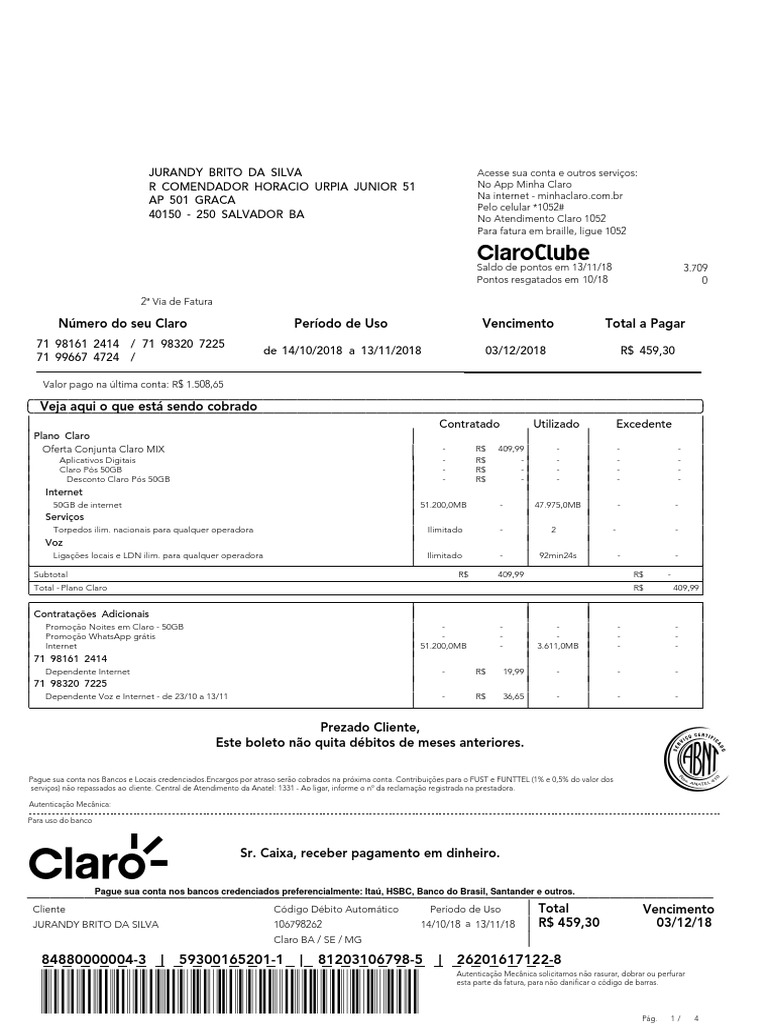 JURANDY BRITO DA SILVA
R COMENDADOR HORACIO URPIA JUNIOR 51
AP 501 GRACA
40150 - 250 SALVADOR BA
Acesse sua conta e outros serviços:
No App Minha Claro
Na internet - minhaclaro.com.br
Pelo celular *1052#
No Atendimento Claro 1052
Para fatura em braille, ligue 1052
ClaroClube
Saldo de pontos em 13/11/18 3.709
Pontos resgatados em 10/18 0
2ª Via de Fatura
Número do seu Claro Período de Uso Vencimento Total a Pagar
71 98161 2414 / 71 98320 7225
71 99667 4724 /
de 14/10/2018 a 13/11/2018 03/12/2018 R$ 459,30
Valor pago na última conta: R$ 1.508,65
Veja aqui o que está sendo cobrado
Contratado Utilizado Excedente
Plano Claro
Oferta Conjunta Claro MIX - R$ 409,99 - - -
Aplicativos Digitais - R$ - - - -
Claro Pós 50GB - R$ - - - -
Desconto Claro Pós 50GB - R$ - - - -
Internet
50GB de internet 51.200,0MB - 47.975,0MB - -
Serviços
Torpedos ilim. nacionais para qualquer operadora Ilimitado - 2 - -
Voz
Ligações locais e LDN ilim. para qualquer operadora Ilimitado - 92min24s - -
Subtotal R$ 409,99 R$ -
Total - Plano Claro R$ 409,99
Contratações Adicionais
Promoção Noites em Claro - 50GB - - - - -
Promoção WhatsApp grátis - - - - -
Internet 51.200,0MB - 3.611,0MB - -
71 98161 2414
Dependente Internet - R$ 19,99 - - -
71 98320 7225
Dependente Voz e Internet - de 23/10 a 13/11 - R$ 36,65 - - -
Prezado Cliente,
Este boleto não quita débitos de meses anteriores.
SERVIÇO CERTIFICADO
ABNT
Pague sua conta nos Bancos e Locais credenciados.Encargos por atraso serão cobrados na próxima conta. Contribuições para o FUST e FUNTTEL (1% e 0,5% do valor dos
serviços) não repassados ao cliente. Central de Atendimento da Anatel: 1331 - Ao ligar, informe o nº da reclamação registrada na prestadora.
Autenticação Mecânica:
Para uso do banco
Claro
Sr. Caixa, receber pagamento em dinheiro.
Pague sua conta nos bancos credenciados preferencialmente: Itaú, HSBC, Banco do Brasil, Santander e outros.
Cliente Código Débito Automático Periodo de Uso Total Vencimento
JURANDY BRITO DA SILVA 106798262 14/10/18 a 13/11/18 R$ 459,30 03/12/18
Claro BA / SE / MG
84880000004-3 | 59300165201-1 | 81203106798-5 | 26201617122-8
Autenticação Mecânica solicitamos não rasurar, dobrar ou perfurar
esta parte da fatura, para não danificar o código de barras.
Pág. 1 / 4